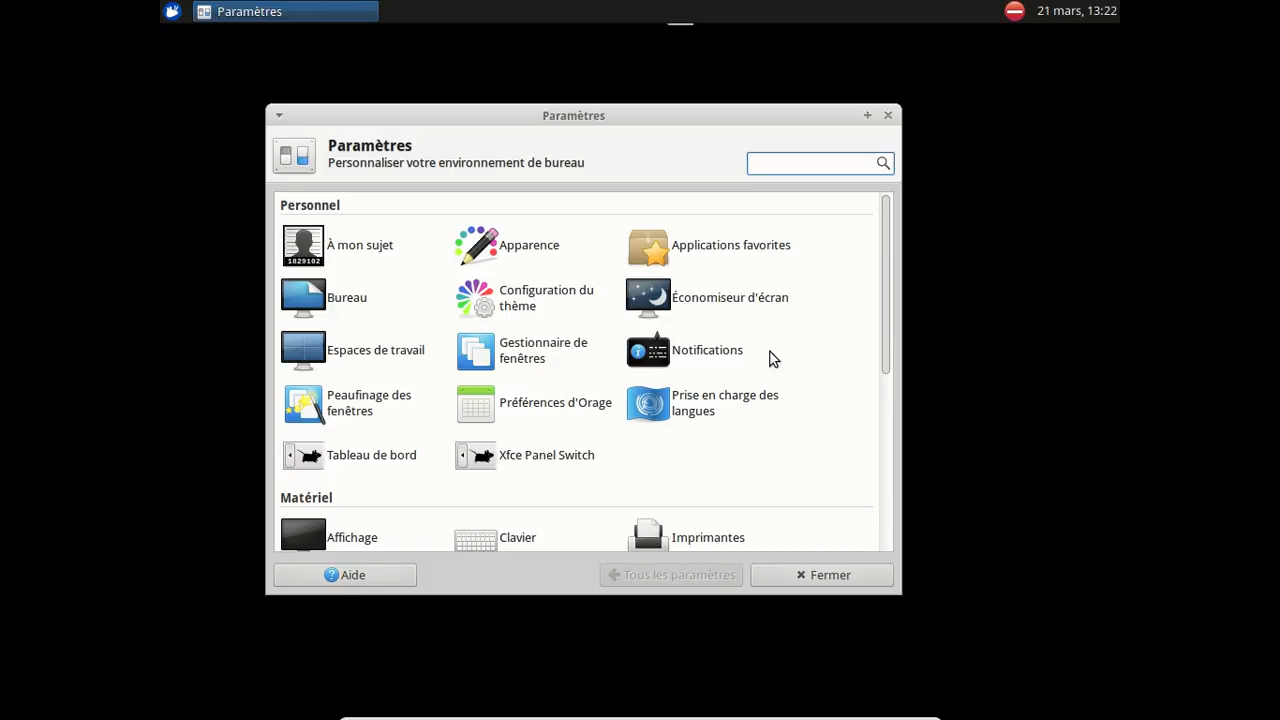 Paramètres
21 mars, 13:22
Paramètres
Paramètres
Personnaliser votre environnement de bureau
Personnel
1829102
À mon sujet
Apparence
Applications favorites
Bureau
Configuration du
thème
Économiseur d'écran
Espaces de travail
Gestionnaire de
fenêtres
Notifications
Peaufinage des
fenêtres
Préférences d'Orage
Prise en charge des
langues
Tableau de bord
Xfce Panel Switch
Matériel
Affichage
Clavier
Imprimantes
Aide
Tous les paramètres
Fermer